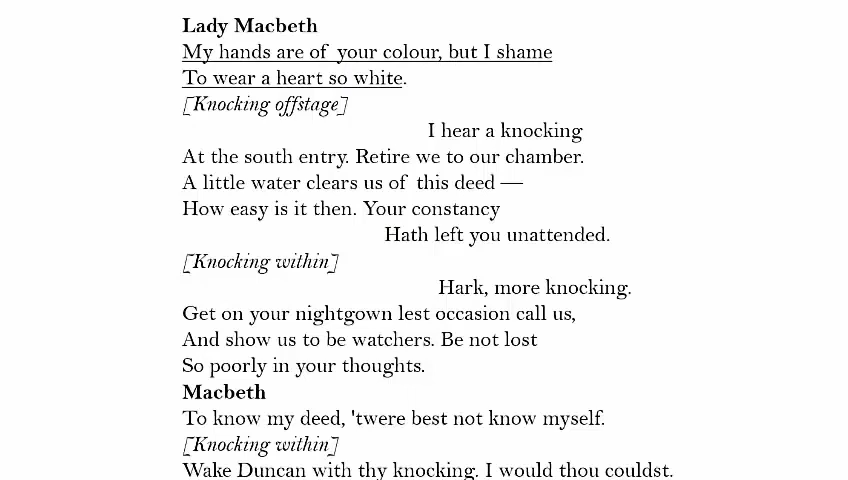 Lady Macbeth
My hands are of your colour, but I shame
To wear a heart so white.
[Knocking offstage]
I hear a knocking
At the south entry. Retire we to our chamber.
A little water clears us of this deed —
How easy is it then. Your constancy
Hath left you unattended.
[Knocking within]
Hark, more knocking.
Get on your nightgown lest occasion call us,
And show us to be watchers. Be not lost
So poorly in your thoughts.
Macbeth
To know my deed, 'twere best not know myself.
[Knocking within]
Wake Duncan with thy knocking. I would thou couldst.